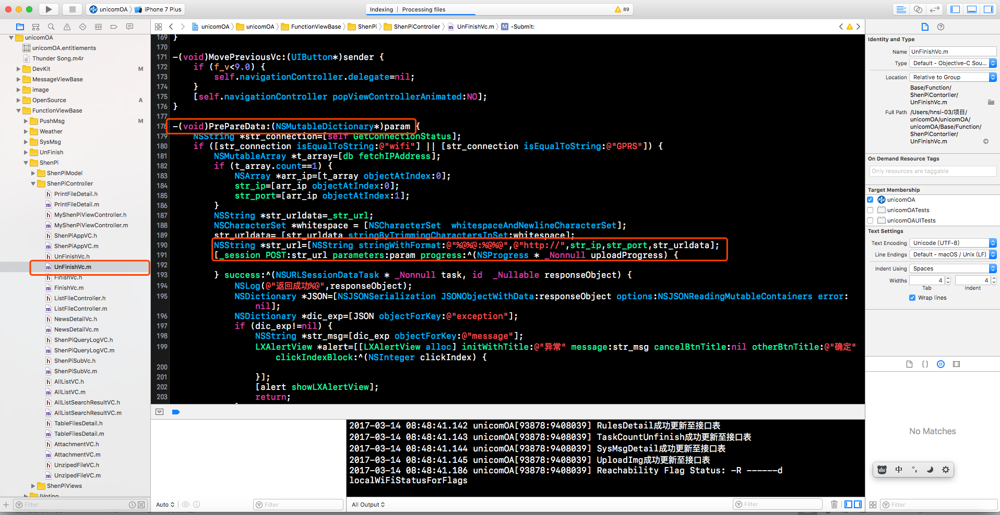 unicomOA 〉 iPhone 7 Plus
Indexing | Processing files
89
unicomOA 〉 unicomOA 〉 FunctionViewBase 〉 ShenPi 〉 ShenPiController 〉 UnFinishVc.m 〉 M -Submit:
unicomOA
unicomOA.entitlements
Thunder Song.m4r
DevKit M
MessageViewBase
image
OpenSource A
FunctionViewBase
PushMsg M
Weather
SysMsg
UnFinish
ShenPi
ShenPiModel
ShenPiController
h PrintFileDetail.h
m PrintFileDetail.m
h MyShenPiViewController.h
m MyShenPiViewController.m
h ShenPiAppVC.h
m ShenPiAppVC.m
h UnFinishVc.h
m UnFinishVc.m
h FinishVc.h
m FinishVc.m
h ListFileController.h
m ListFileController.m
h NewsDetailVc.h
m NewsDetailVc.m
h ShenPiQueryLogVC.h
m ShenPiQueryLogVC.m
h ShenPiSubVc.h
m ShenPiSubVc.m
h AllListVC.h
m AllListVC.m
h AllListSearchResultVC.h
m AllListSearchResultVC.m
h TableFilesDetail.h
m TableFilesDetail.m
h AttachmentVC.h
m AttachmentVC.m
h UnzipedFileVC.h
m UnzipedFileVC.m
ShenPiViews
IVoting
Filter
169 }
170
171 -(void)MovePreviousVc:(UIButton*)sender {
172 if (f_v<9.0) {
173 self.navigationController.delegate=nil;
174 }
175 [self.navigationController popViewControllerAnimated:NO];
176 }
177
178 -(void)PrePareData:(NSMutableDictionary*)param {
179 NSString *str_connection=[self GetConnectionStatus];
180 if ([str_connection isEqualToString:@"wifi"] || [str_connection isEqualToString:@"GPRS"]) {
181 NSMutableArray *t_array=[db fetchIPAddress];
182 if (t_array.count==1) {
183 NSArray *arr_ip=[t_array objectAtIndex:0];
184 str_ip=[arr_ip objectAtIndex:0];
185 str_port=[arr_ip objectAtIndex:1];
186 }
187 NSString *str_urldata=_str_url;
188 NSCharacterSet *whitespace = [NSCharacterSet  whitespaceAndNewlineCharacterSet];
189 str_urldata= [str_urldata stringByTrimmingCharactersInSet:whitespace];
190 NSString *str_url=[NSString stringWithFormat:@"%@%@:%@%@",@"http://",str_ip,str_port,str_urldata];
191 [_session POST:str_url parameters:param progress:^(NSProgress * _Nonnull uploadProgress) {
192
193 } success:^(NSURLSessionDataTask * _Nonnull task, id  _Nullable responseObject) {
194 NSLog(@"返回成功%@",responseObject);
195 NSDictionary *JSON=[NSJSONSerialization JSONObjectWithData:responseObject options:NSJSONReadingMutableContainers error:
nil];
196 NSDictionary *dic_exp=[JSON objectForKey:@"exception"];
197 if (dic_exp!=nil) {
198 NSString *str_msg=[dic_exp objectForKey:@"message"];
199 LXAlertView *alert=[[LXAlertView alloc] initWithTitle:@"异常" message:str_msg cancelBtnTitle:nil otherBtnTitle:@"确定"
clickIndexBlock:^(NSInteger clickIndex) {
200
201 }];
202 [alert showLXAlertView];
203 return;
2017-03-14 08:48:41.142 unicomOA[93878:9408039] RulesDetail成功更新至接口表
2017-03-14 08:48:41.143 unicomOA[93878:9408039] TaskCountUnfinish成功更新至接口表
2017-03-14 08:48:41.144 unicomOA[93878:9408039] SysMsgDetail成功更新至接口表
2017-03-14 08:48:41.145 unicomOA[93878:9408039] UploadImg成功更新至接口表
2017-03-14 08:48:41.186 unicomOA[93878:9408039] Reachability Flag Status: -R ------d
localWiFiStatusForFlags
Auto
Filter
All Output
Filter
Identity and Type
Name UnFinishVc.m
Type Default - Objective-C Sou...
Location Relative to Group
Base/Function/
ShenPiContorller/
UnFinishVc.m
Full Path /Users/hnsi-03/项目/
unicomOA/unicomOA/
unicomOA/Base/Function/
ShenPiContorller/
UnFinishVc.m
On Demand Resource Tags
Only resources are taggable
Target Membership
unicomOA
unicomOATests
unicomOAUITests
Text Settings
Text Encoding Unicode (UTF-8)
Line Endings Default - macOS / Unix (LF)
Indent Using Spaces
Widths 4 4
Tab Indent
Wrap lines
{ }
No Matches
du 中 °,
Filter